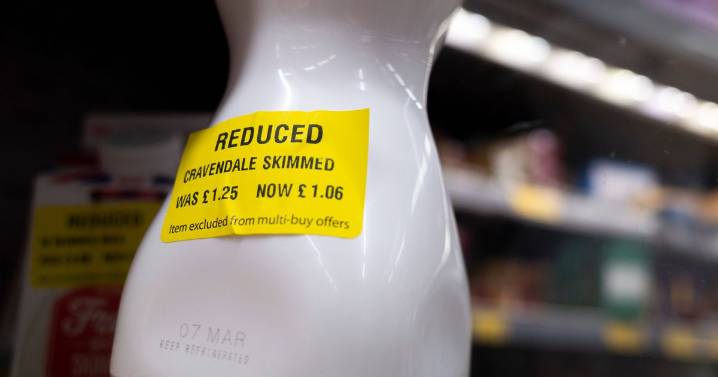 REDUCED
CRAVENDALE SKIMMED
WAS £1.25 NOW £1.06
Item excluded from multi-buy offers
07 MAR
KEEP REFRIGERATED
REDUCED